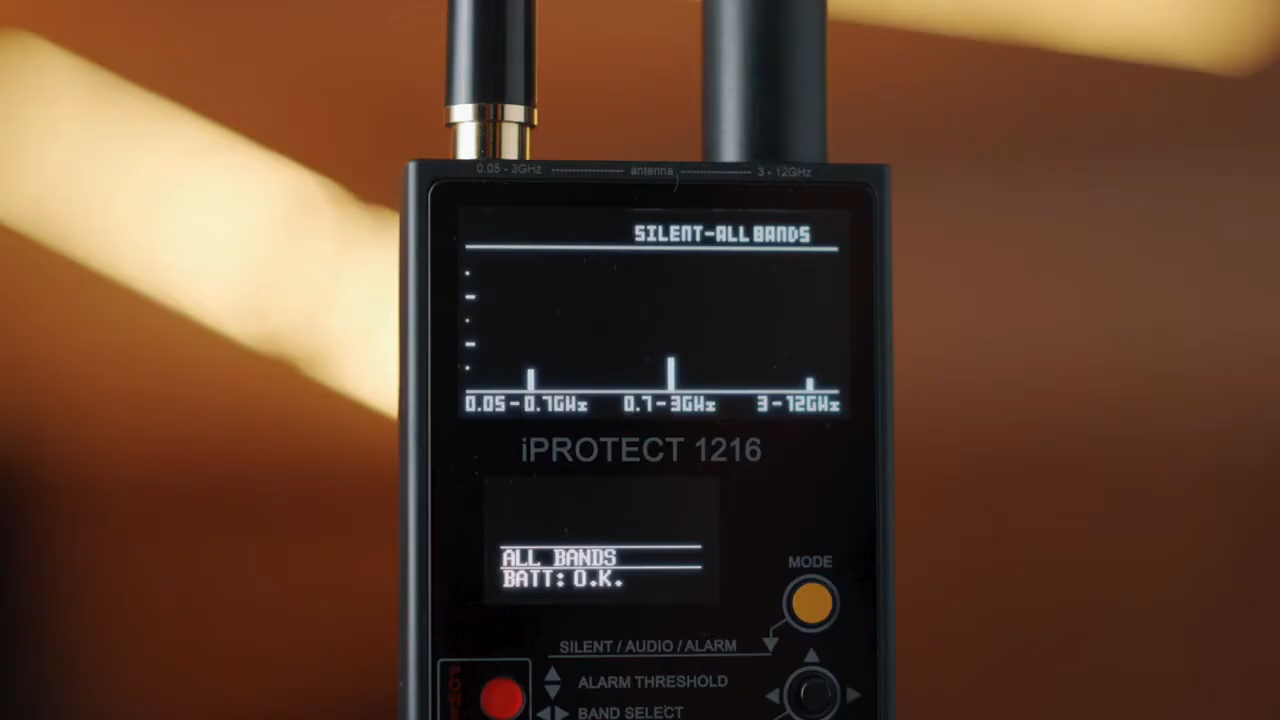 0.05 - 3GHz antenna 3 - 12GHz
SILENT-ALL BANDS
0.05-0.7GHz 0.7-3GHz 3-12GHz
iPROTECT 1216
ALL BANDS
BATT: O.K.
MODE
SILENT / AUDIO / ALARM
ALARM THRESHOLD
BAND SELECT